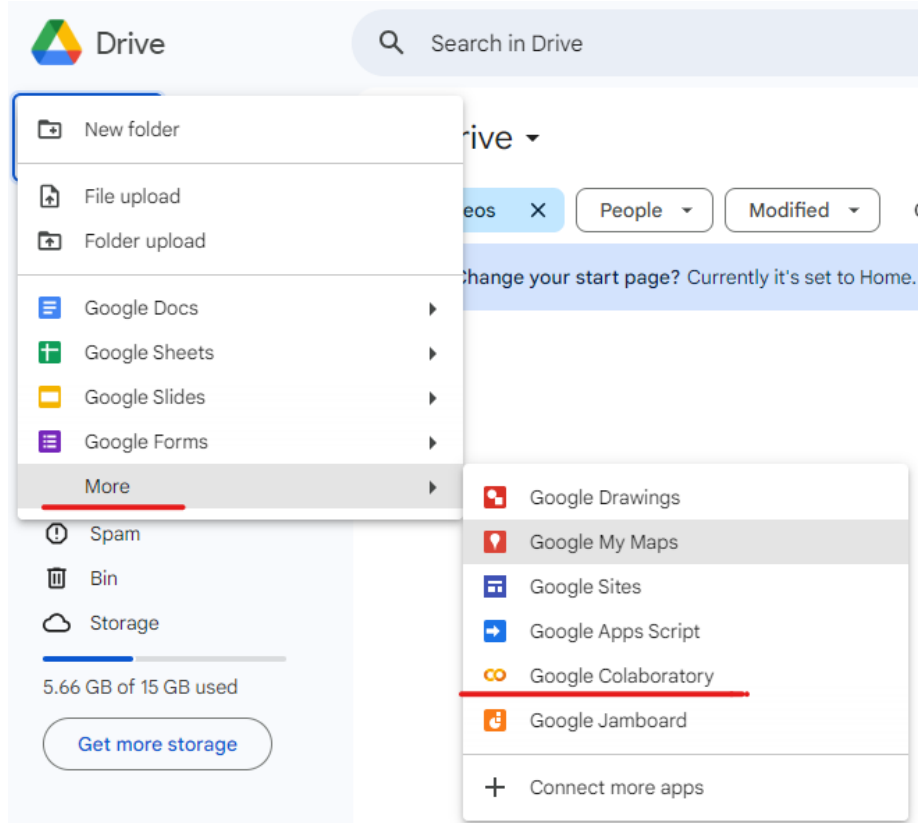 Drive
Search in Drive
New folder
File upload
Folder upload
Google Docs
Google Sheets
Google Slides
Google Forms
More
rive
eos
People
Modified
Change your start page? Currently it's set to Home.
Google Drawings
Google My Maps
Google Sites
Google Apps Script
Google Colaboratory
Google Jamboard
Connect more apps
Spam
Bin
Storage
5.66 GB of 15 GB used
Get more storage